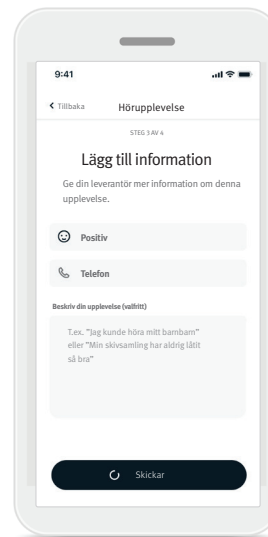 9:41
Tillbaka
Hörupplevelse
STEG 3 AV 4
Lägg till information
Ge din leverantör mer information om denna
upplevelse.
Positiv
Telefon
Beskriv din upplevelse (valfritt)
T.ex. "Jag kunde höra mitt barnbarn"
eller "Min skivsamling har aldrig låtit
så bra"
Skickar